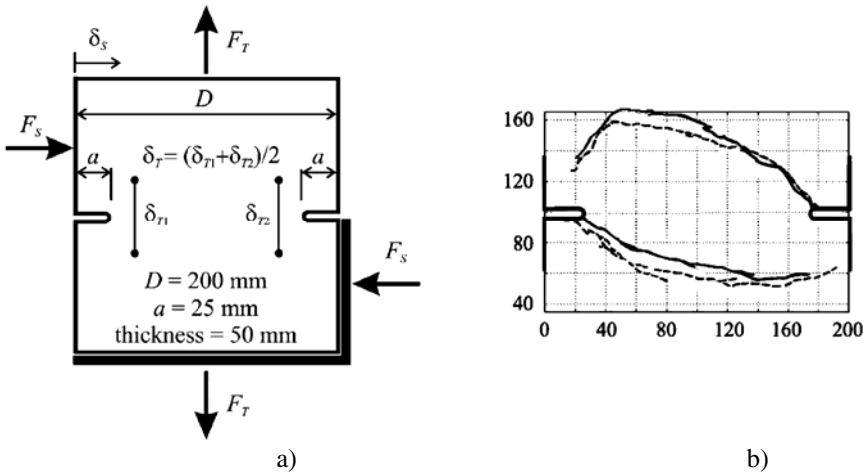 δS
FT
D
FS
a
δT = (δT1+δT2)/2
a
δT1
δT2
FS
D = 200 mm
a = 25 mm
thickness = 50 mm
FT
a)
160
120
80
40
0 40 80 120 160 200
b)